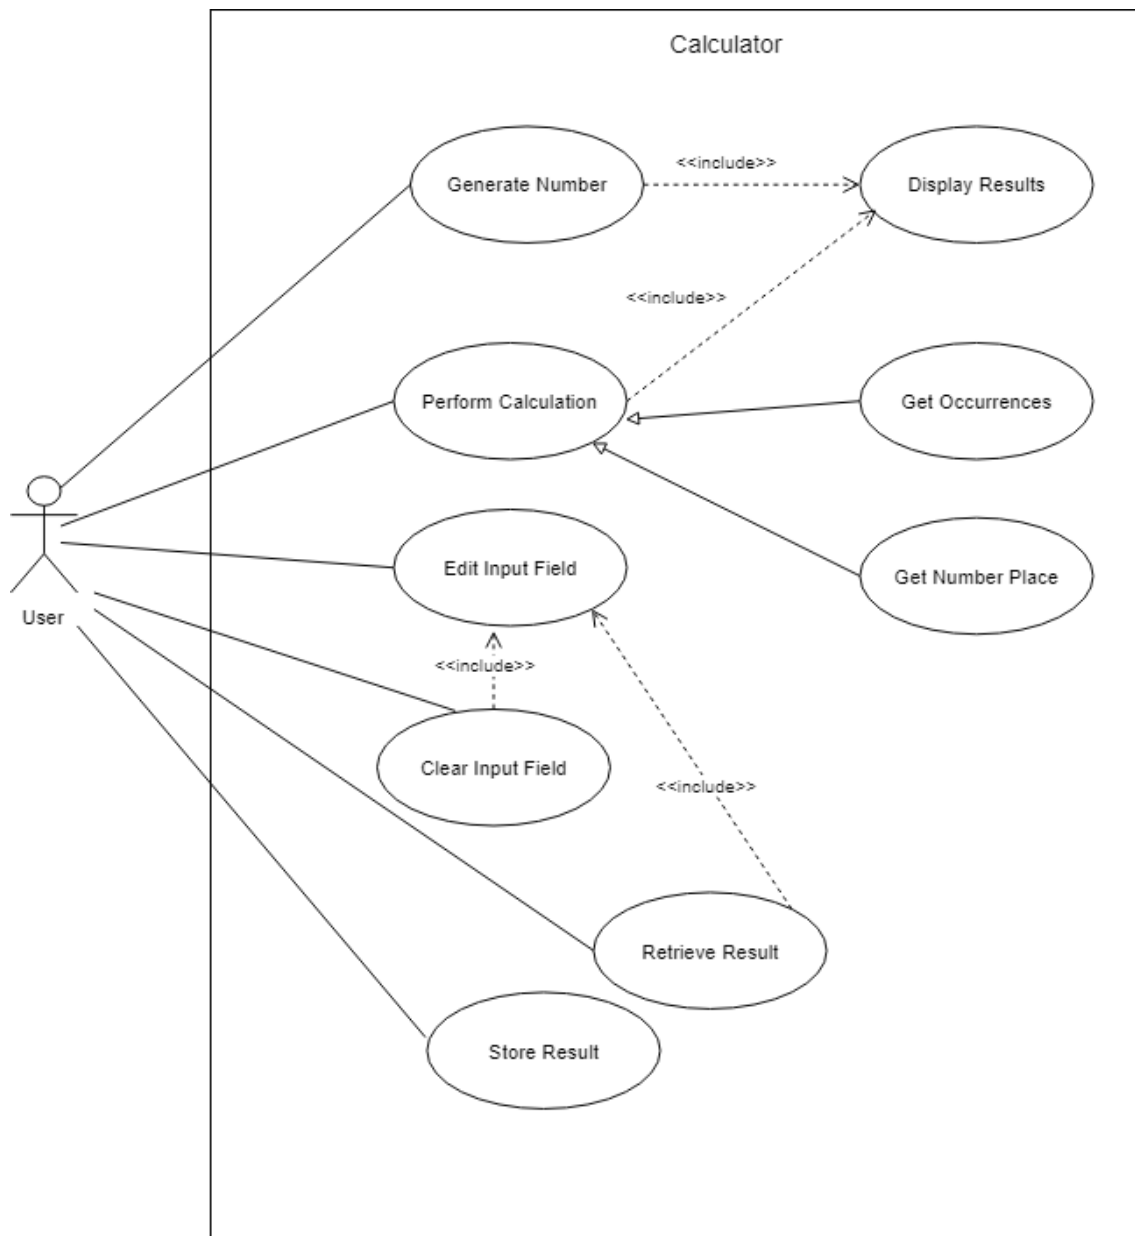 Calculator
Generate Number
<<include>>
Display Results
<<include>>
Perform Calculation
Get Occurrences
Edit Input Field
Get Number Place
User
<<include>>
Clear Input Field
<<include>>
Retrieve Result
Store Result